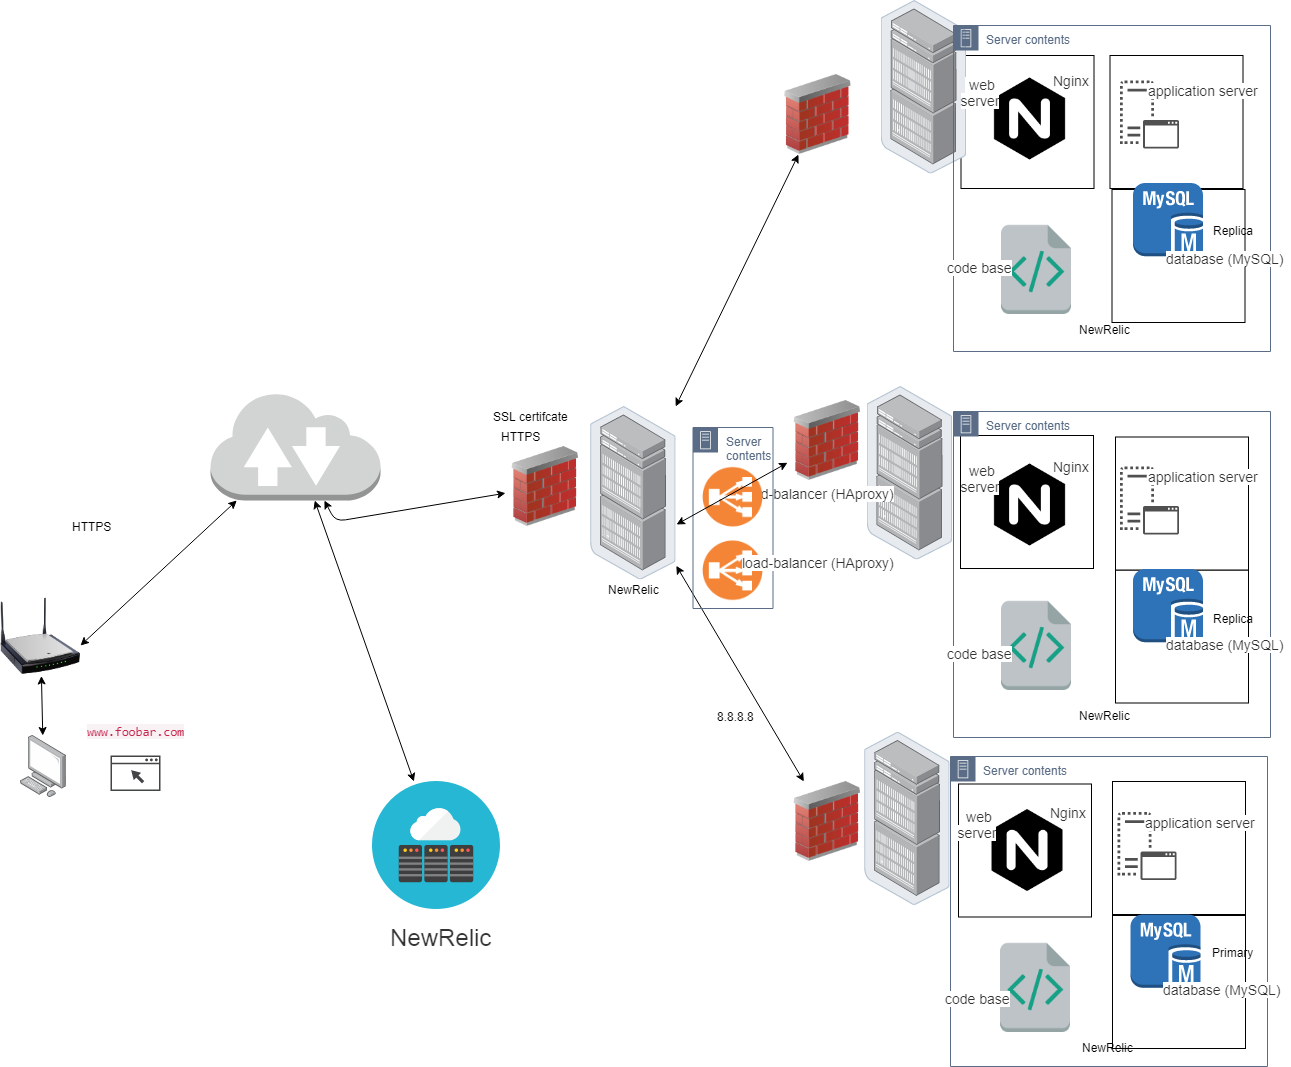 Server contents
web
server
Nginx
N
application server
MySQL
M
Replica
database (MySQL)
code base
</>
NewRelic
SSL certifcate
HTTPS
Server
contents
d-balancer (HAproxy)
load-balancer (HAproxy)
NewRelic
Server contents
web
server
Nginx
N
application server
MySQL
M
Replica
database (MySQL)
code base
</>
NewRelic
HTTPS
www.foobar.com
8.8.8.8
NewRelic
Server contents
web
server
Nginx
N
application server
MySQL
M
Primary
database (MySQL)
code base
</>
NewRelic